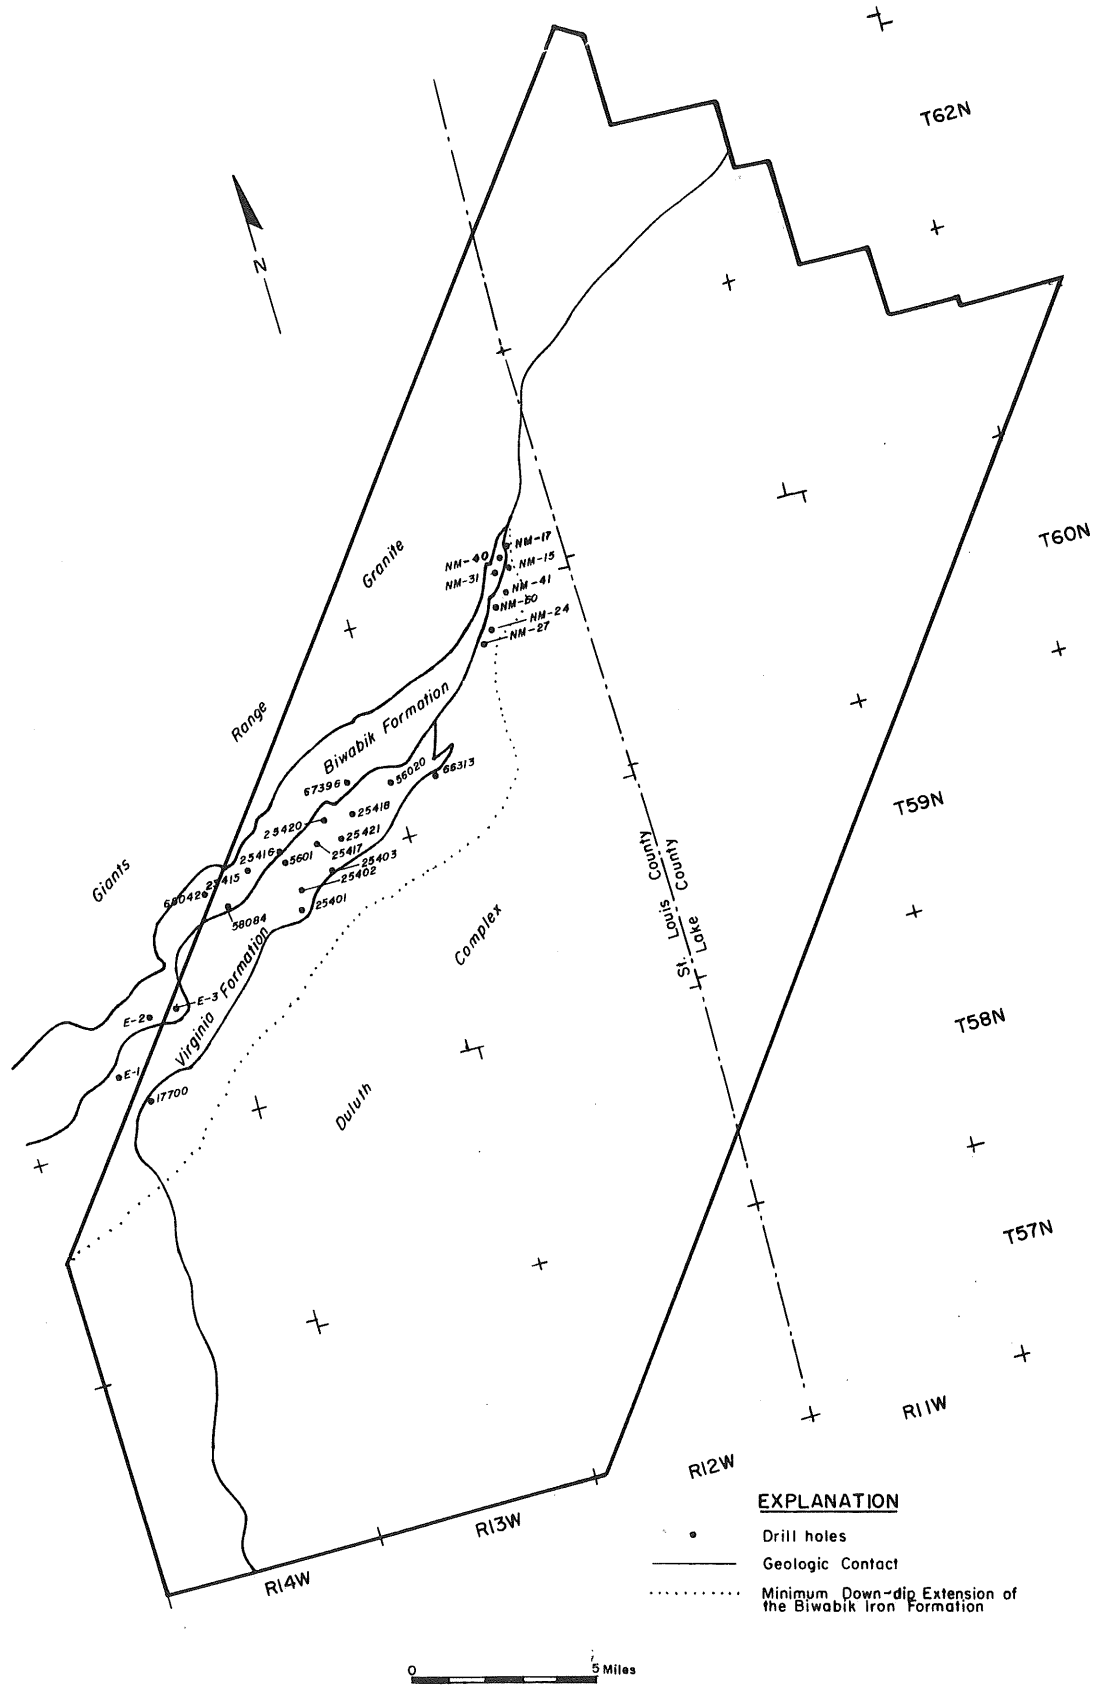 T62N
N
T60N
Granite
NM-17
NM-40
NM-15
NM-31
NM-41
NM-60
NM-24
NM-27
Range
Biwabik Formation
66313
56020
67396
T59N
25418
25420
25421
25416
25417
5601
25403
25402
25415
Giants
25401
58084
St. Louis County
Lake County
Complex
Virginia Formation
E-3
E-2
T58N
E-1
17700
Duluth
T57N
R11W
R12W
R13W
R14W
EXPLANATION
Drill holes
Geologic Contact
Minimum Down-dip Extension of
the Biwabik Iron Formation
0 5 Miles